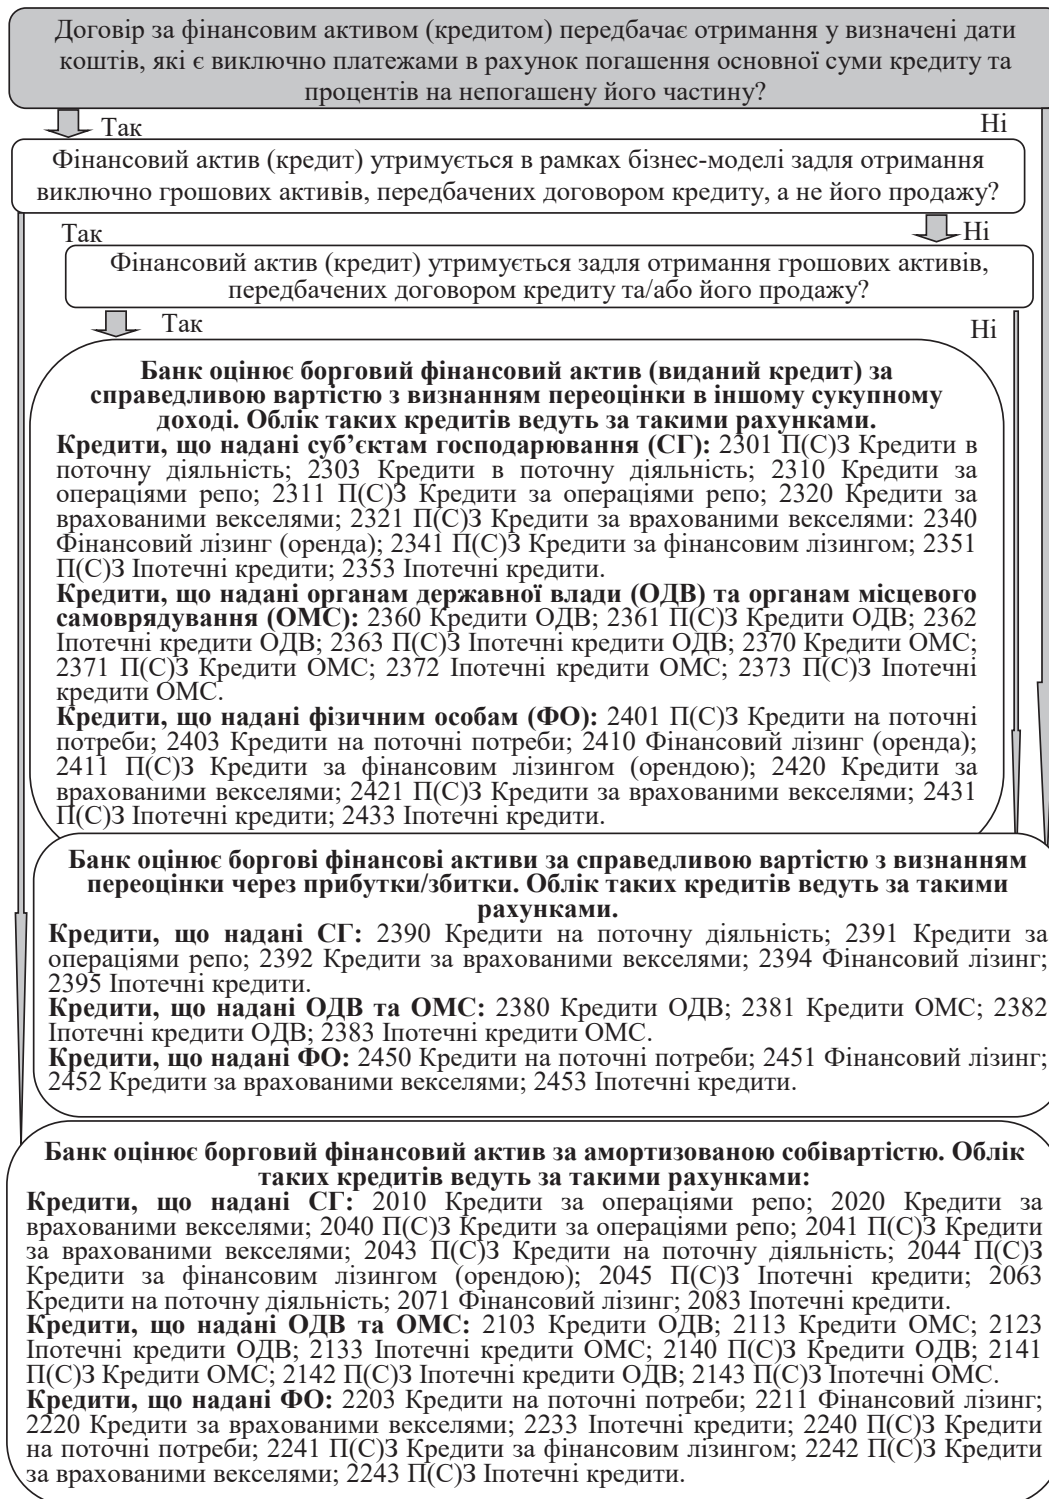 Договір за фінансовим активом (кредитом) передбачає отримання у визначені дати
коштів, які є виключно платежами в рахунок погашення основної суми кредиту та
процентів на непогашену його частину?
Так
Ні
Фінансовий актив (кредит) утримується в рамках бізнес-моделі задля отримання
виключно грошових активів, передбачених договором кредиту, а не його продажу?
Так
Ні
Фінансовий актив (кредит) утримується задля отримання грошових активів,
передбачених договором кредиту та/або його продажу?
Так
Ні
Банк оцінює борговий фінансовий актив (виданий кредит) за
справедливою вартістю з визнанням переоцінки в іншому сукупному
доході. Облік таких кредитів ведуть за такими рахунками.
Кредити, що надані суб’єктам господарювання (СГ): 2301 П(С)З Кредити в
поточну діяльність; 2303 Кредити в поточну діяльність; 2310 Кредити за
операціями репо; 2311 П(С)З Кредити за операціями репо; 2320 Кредити за
врахованими векселями; 2321 П(С)З Кредити за врахованими векселями: 2340
Фінансовий лізинг (оренда); 2341 П(С)З Кредити за фінансовим лізингом; 2351
П(С)З Іпотечні кредити; 2353 Іпотечні кредити.
Кредити, що надані органам державної влади (ОДВ) та органам місцевого
самоврядування (ОМС): 2360 Кредити ОДВ; 2361 П(С)З Кредити ОДВ; 2362
Іпотечні кредити ОДВ; 2363 П(С)З Іпотечні кредити ОДВ; 2370 Кредити ОМС;
2371 П(С)З Кредити ОМС; 2372 Іпотечні кредити ОМС; 2373 П(С)З Іпотечні
кредити ОМС.
Кредити, що надані фізичним особам (ФО): 2401 П(С)З Кредити на поточні
потреби; 2403 Кредити на поточні потреби; 2410 Фінансовий лізинг (оренда);
2411 П(С)З Кредити за фінансовим лізингом (орендою); 2420 Кредити за
врахованими векселями; 2421 П(С)З Кредити за врахованими векселями; 2431
П(С)З Іпотечні кредити; 2433 Іпотечні кредити.
Банк оцінює боргові фінансові активи за справедливою вартістю з визнанням
переоцінки через прибутки/збитки. Облік таких кредитів ведуть за такими
рахунками.
Кредити, що надані СГ: 2390 Кредити на поточну діяльність; 2391 Кредити за
операціями репо; 2392 Кредити за врахованими векселями; 2394 Фінансовий лізинг;
2395 Іпотечні кредити.
Кредити, що надані ОДВ та ОМС: 2380 Кредити ОДВ; 2381 Кредити ОМС; 2382
Іпотечні кредити ОДВ; 2383 Іпотечні кредити ОМС.
Кредити, що надані ФО: 2450 Кредити на поточні потреби; 2451 Фінансовий лізинг;
2452 Кредити за врахованими векселями; 2453 Іпотечні кредити.
Банк оцінює борговий фінансовий актив за амортизованою собівартістю. Облік
таких кредитів ведуть за такими рахунками:
Кредити, що надані СГ: 2010 Кредити за операціями репо; 2020 Кредити за
врахованими векселями; 2040 П(С)З Кредити за операціями репо; 2041 П(С)З Кредити
за врахованими векселями; 2043 П(С)З Кредити на поточну діяльність; 2044 П(С)З
Кредити за фінансовим лізингом (орендою); 2045 П(С)З Іпотечні кредити; 2063
Кредити на поточну діяльність; 2071 Фінансовий лізинг; 2083 Іпотечні кредити.
Кредити, що надані ОДВ та ОМС: 2103 Кредити ОДВ; 2113 Кредити ОМС; 2123
Іпотечні кредити ОДВ; 2133 Іпотечні кредити ОМС; 2140 П(С)З Кредити ОДВ; 2141
П(С)З Кредити ОМС; 2142 П(С)З Іпотечні кредити ОДВ; 2143 П(С)З Іпотечні ОМС.
Кредити, що надані ФО: 2203 Кредити на поточні потреби; 2211 Фінансовий лізинг;
2220 Кредити за врахованими векселями; 2233 Іпотечні кредити; 2240 П(С)З Кредити
на поточні потреби; 2241 П(С)З Кредити за фінансовим лізингом; 2242 П(С)З Кредити
за врахованими векселями; 2243 П(С)З Іпотечні кредити.